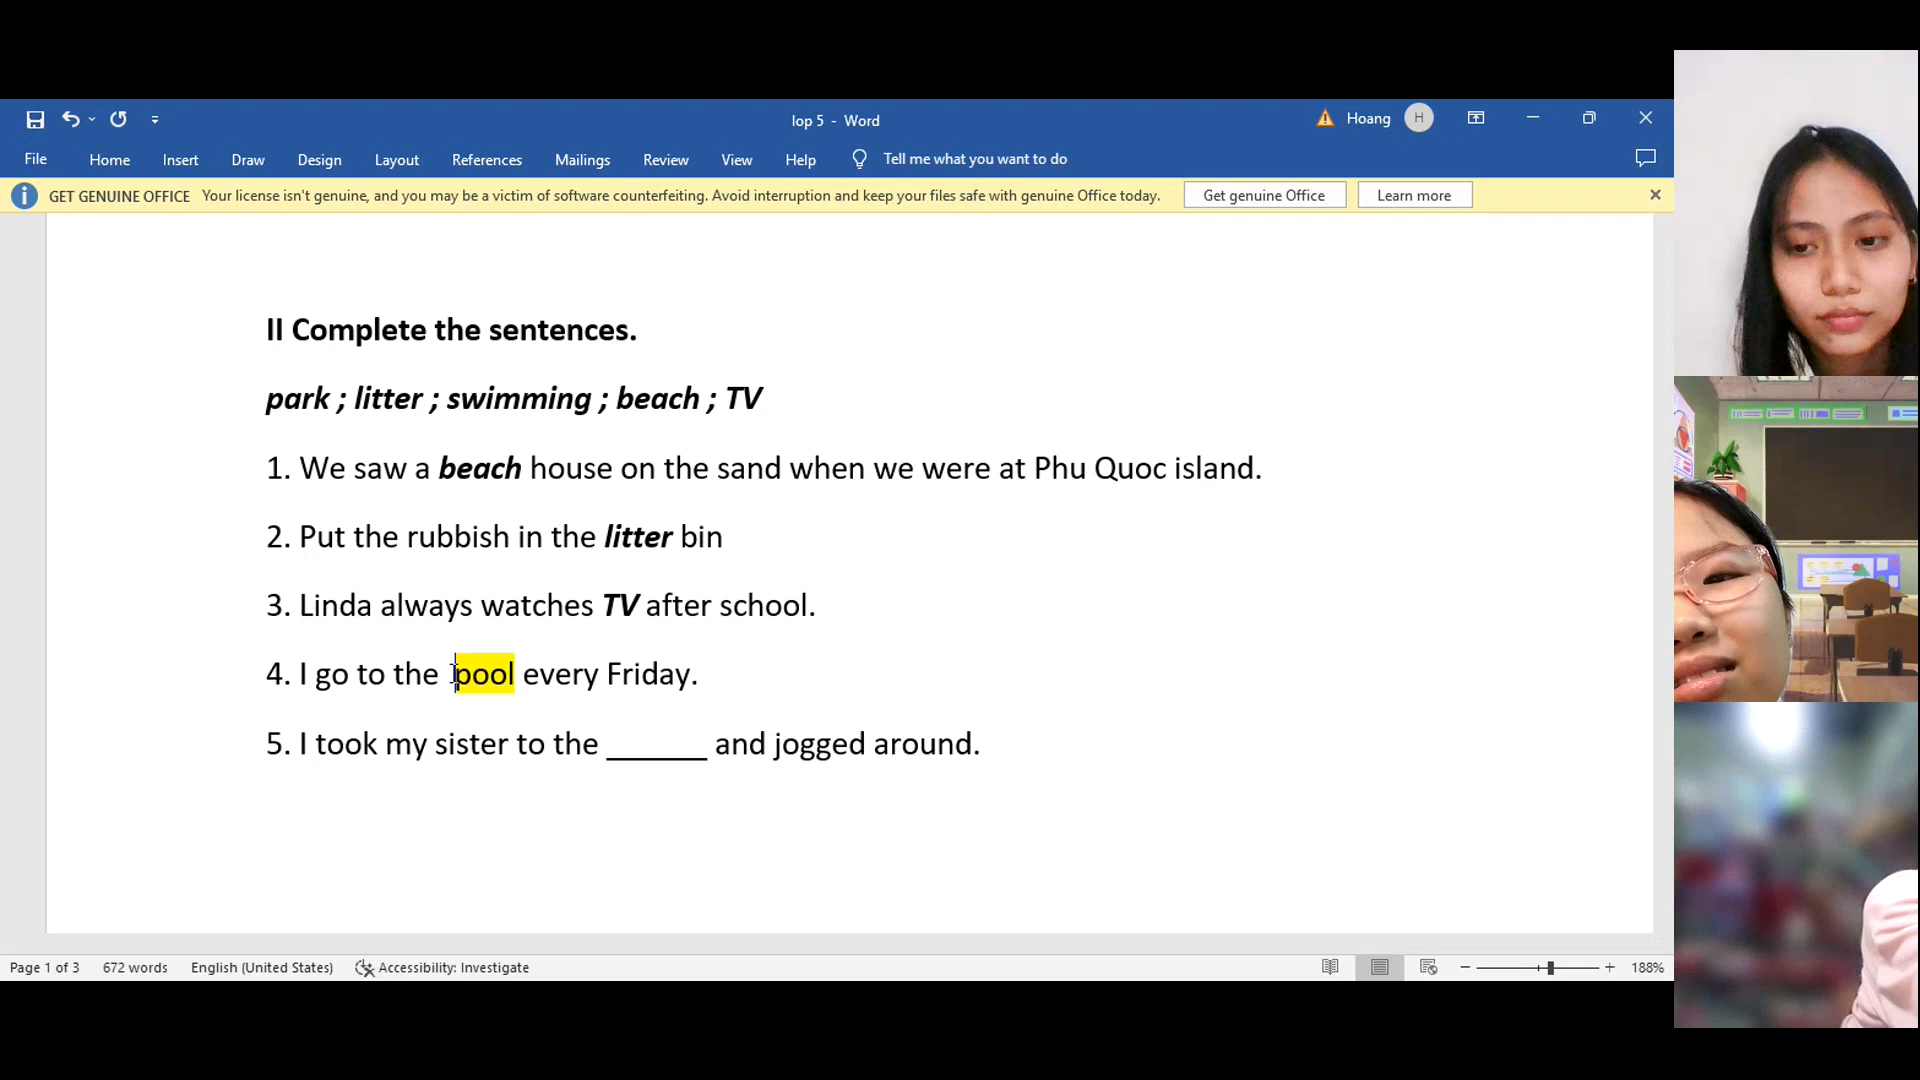 lop 5 - Word
Hoang
H
File Home Insert Draw Design Layout References Mailings Review View Help Tell me what you want to do
GET GENUINE OFFICE Your license isn't genuine, and you may be a victim of software counterfeiting. Avoid interruption and keep your files safe with genuine Office today. Get genuine Office Learn more
II Complete the sentences.
park ; litter ; swimming ; beach ; TV
1. We saw a beach house on the sand when we were at Phu Quoc island.
2. Put the rubbish in the litter bin
3. Linda always watches TV after school.
4. I go to the pool every Friday.
5. I took my sister to the ______ and jogged around.
Page 1 of 3 672 words English (United States) Accessibility: Investigate 188%